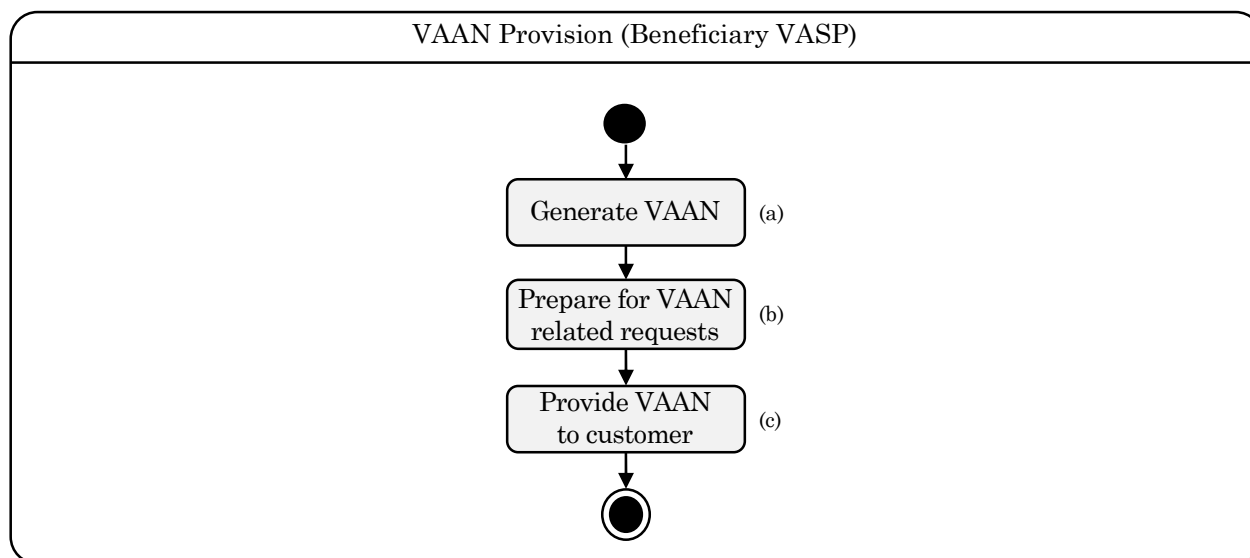 VAAN Provision (Beneficiary VASP)
Generate VAAN
(a)
Prepare for VAAN
related requests
(b)
Provide VAAN
to customer
(c)